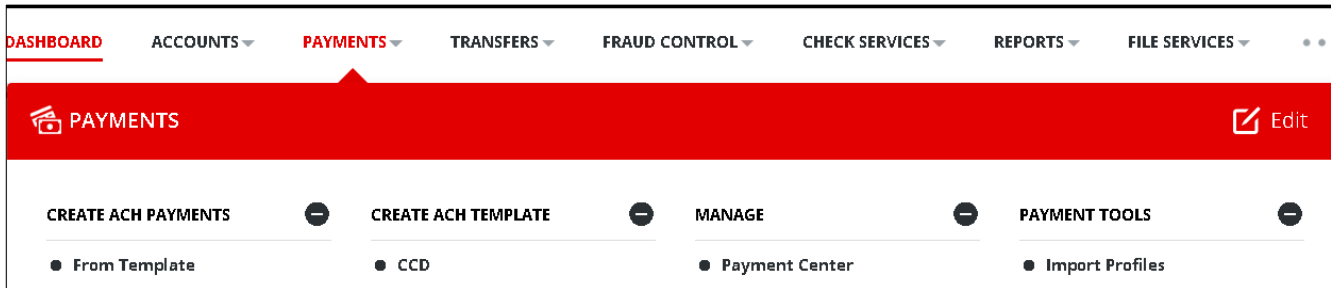 DASHBOARD ACCOUNTS PAYMENTS TRANSFERS FRAUD CONTROL CHECK SERVICES REPORTS FILE SERVICES
PAYMENTS Edit
CREATE ACH PAYMENTS CREATE ACH TEMPLATE MANAGE PAYMENT TOOLS
From Template CCD Payment Center Import Profiles